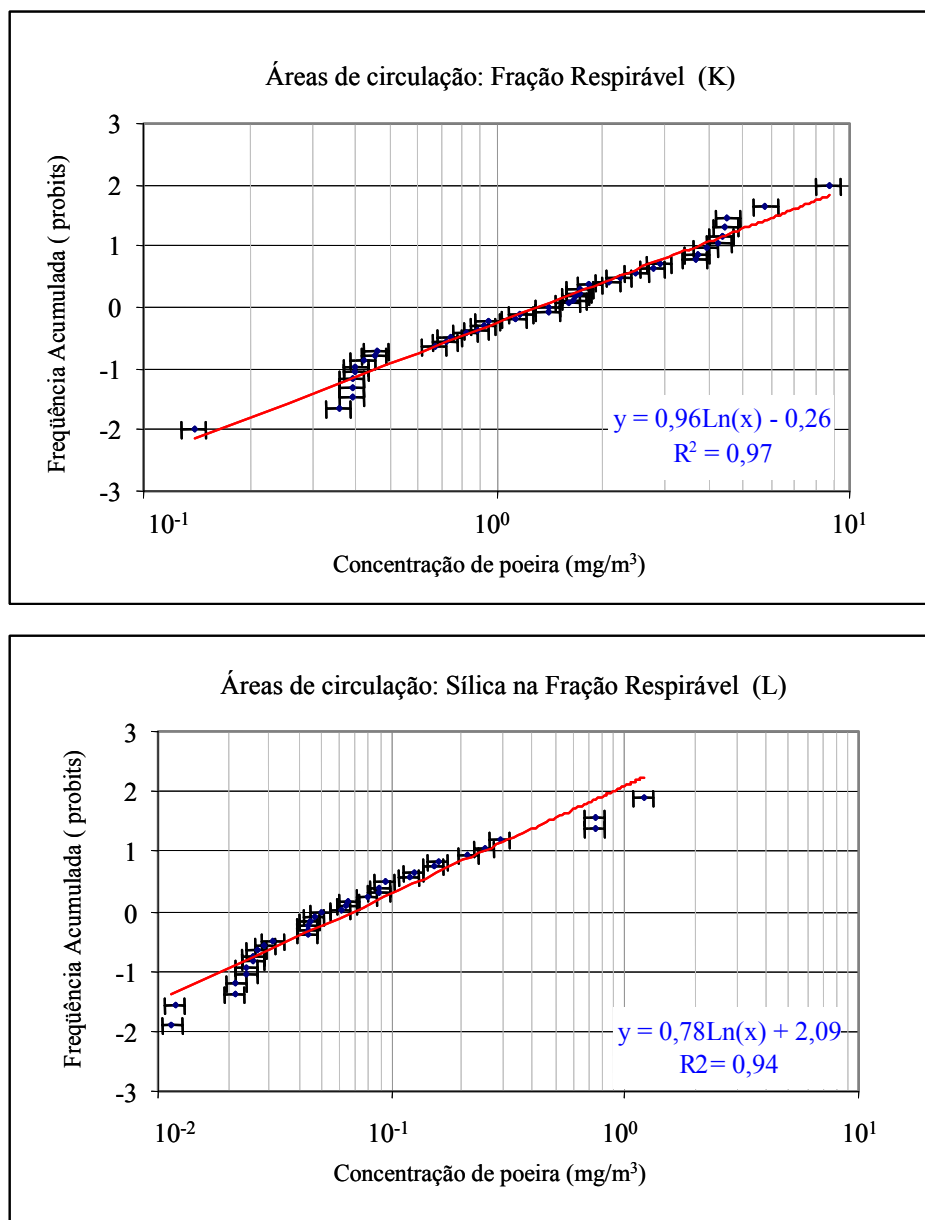 Áreas de circulação: Fração Respirável (K)
Freqüência Acumulada ( probits)
3
2
1
0
-1
-2
-3
y = 0,96Ln(x) - 0,26
R² = 0,97
10⁻¹ 10⁰ 10¹
Concentração de poeira (mg/m³)
Áreas de circulação: Sílica na Fração Respirável (L)
Freqüência Acumulada ( probits)
3
2
1
0
-1
-2
-3
y = 0,78Ln(x) + 2,09
R2= 0,94
10⁻² 10⁻¹ 10⁰ 10¹
Concentração de poeira (mg/m³)